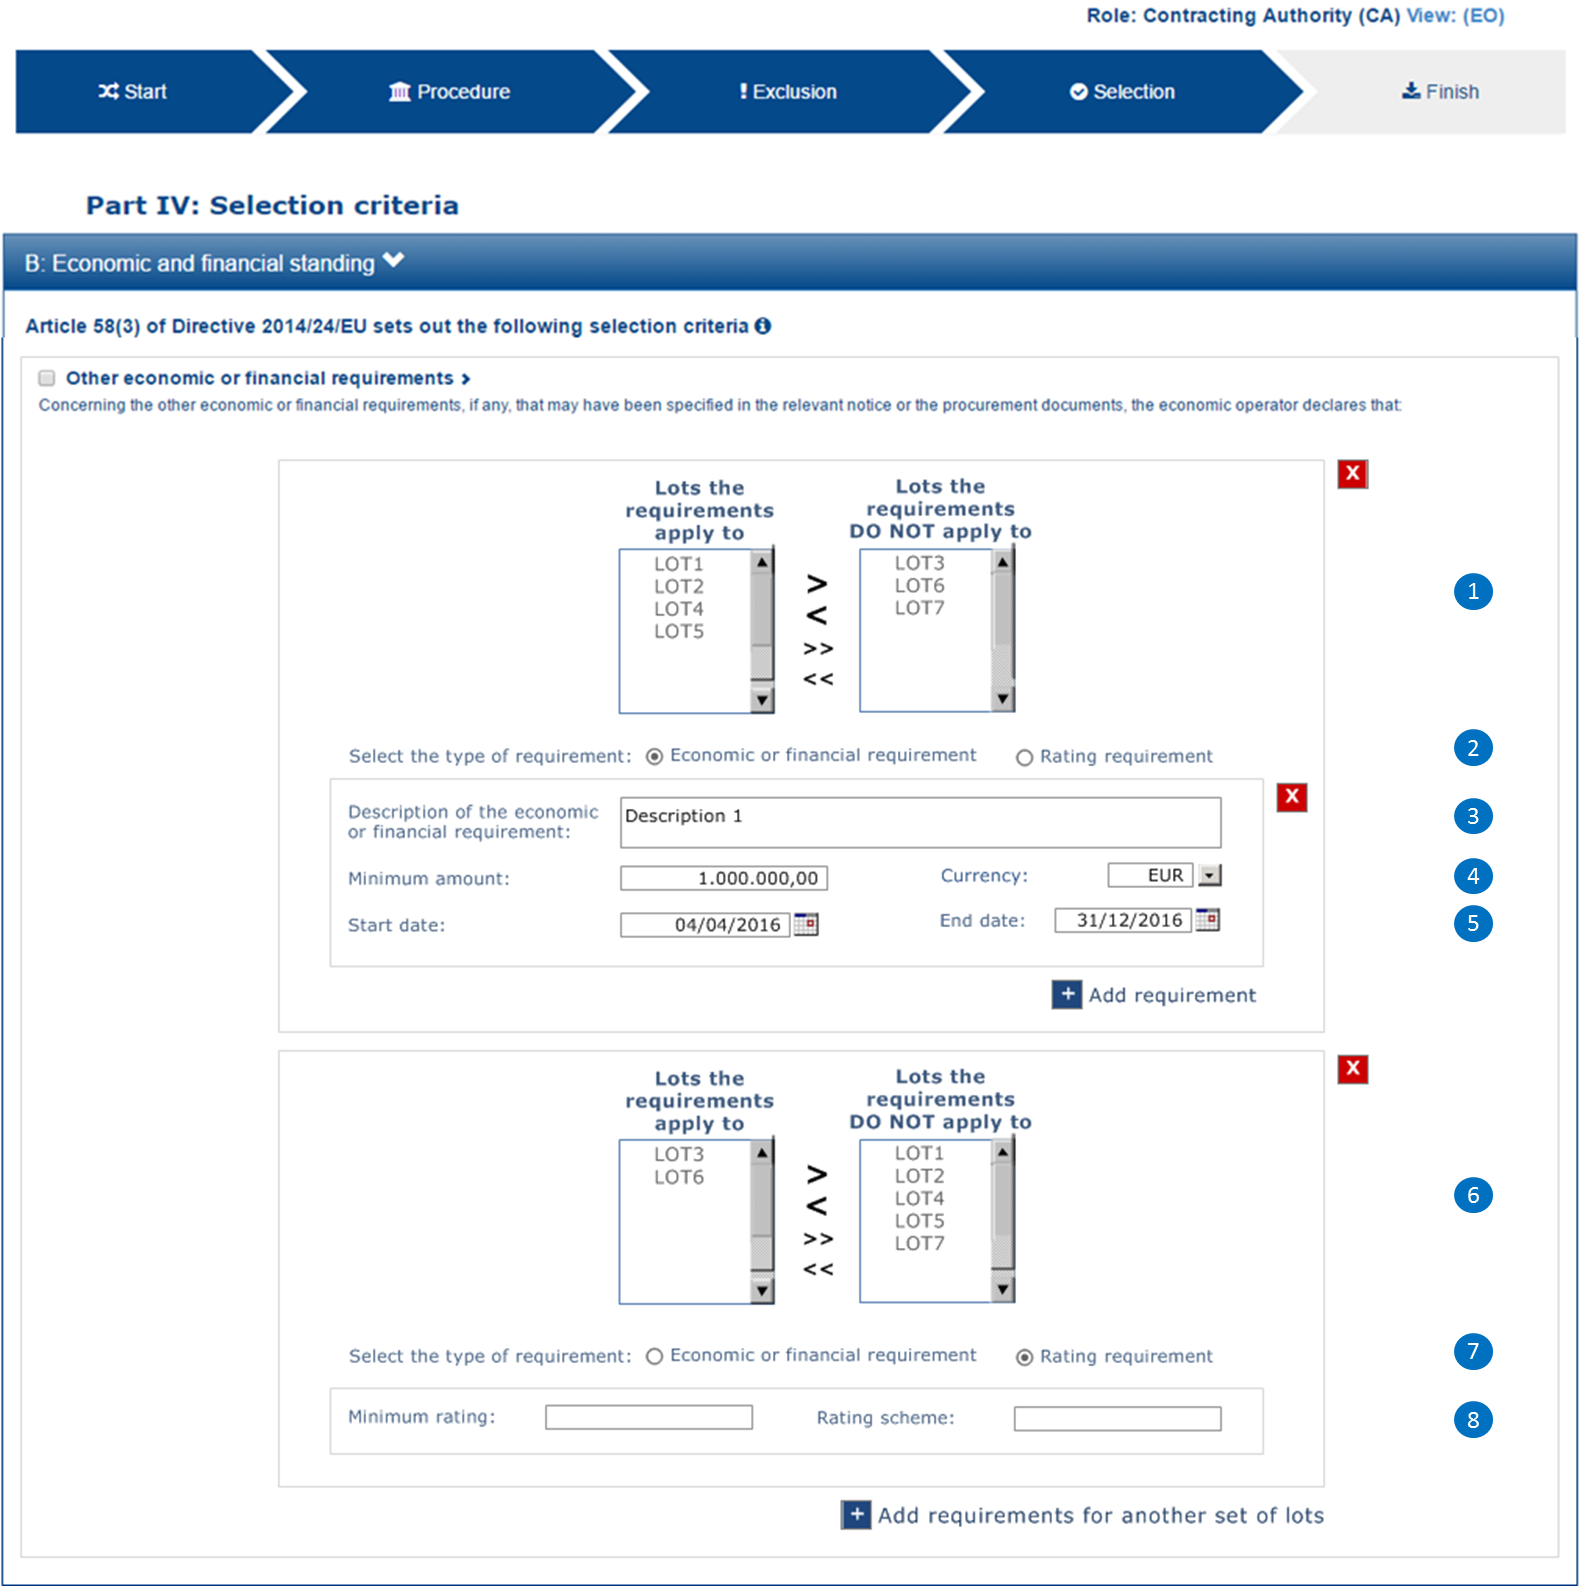 Role: Contracting Authority (CA) View: (EO)
Start
Procedure
Exclusion
Selection
Finish
Part IV: Selection criteria
B: Economic and financial standing
Article 58(3) of Directive 2014/24/EU sets out the following selection criteria
Other economic or financial requirements
Concerning the other economic or financial requirements, if any, that may have been specified in the relevant notice or the procurement documents, the economic operator declares that:
X
Lots the
requirements
apply to
Lots the
requirements
DO NOT apply to
LOT1
LOT2
LOT4
LOT5
>
<
>>
<<
LOT3
LOT6
LOT7
1
Select the type of requirement: Economic or financial requirement Rating requirement
2
X
Description of the economic
or financial requirement:
Description 1
3
Minimum amount: 1.000.000,00 Currency: EUR
4
Start date: 04/04/2016 End date: 31/12/2016
5
+ Add requirement
X
Lots the
requirements
apply to
Lots the
requirements
DO NOT apply to
LOT3
LOT6
>
<
>>
<<
LOT1
LOT2
LOT4
LOT5
LOT7
6
Select the type of requirement: Economic or financial requirement Rating requirement
7
Minimum rating: Rating scheme:
8
+ Add requirements for another set of lots